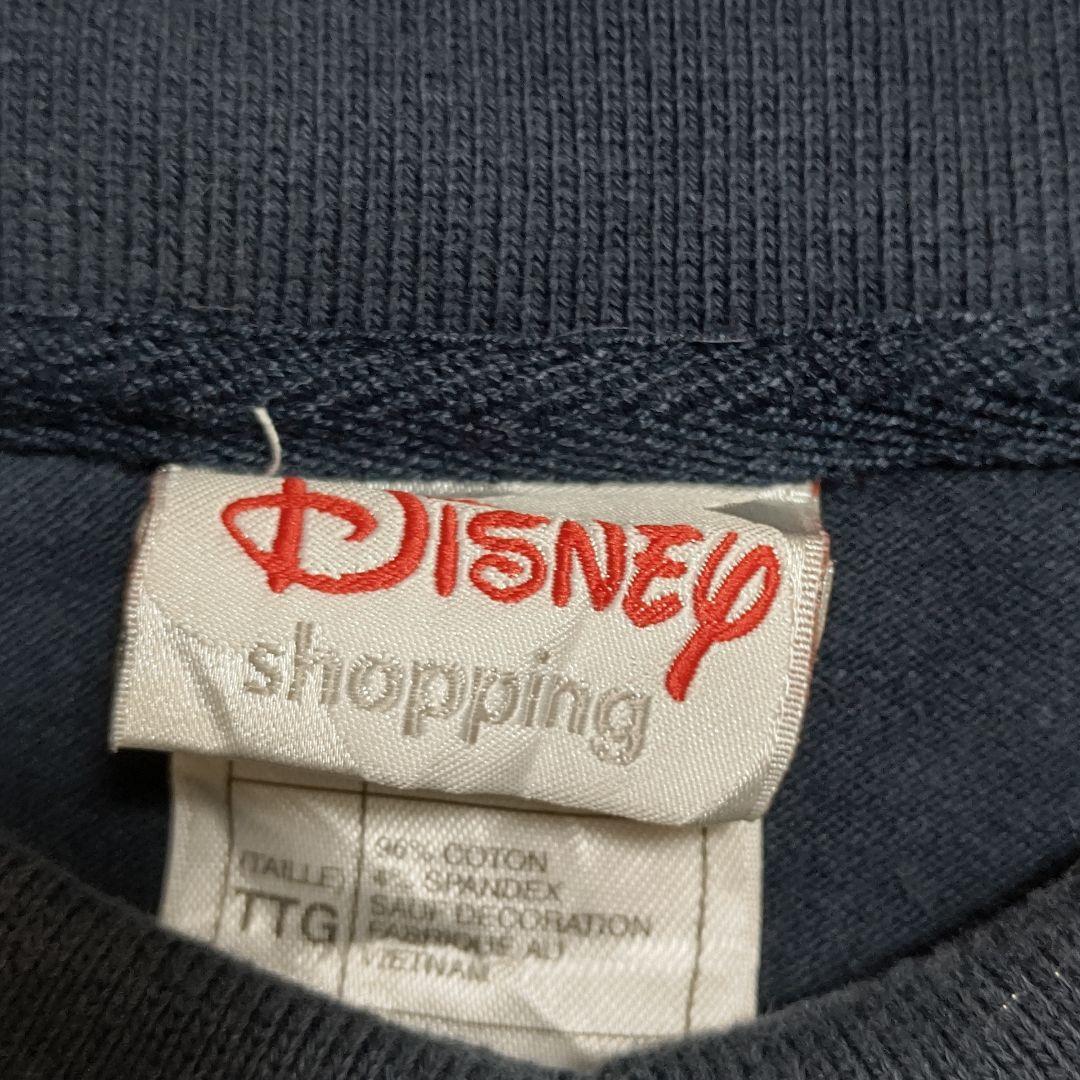 DISNEY
shopping
(TAILLE)
TTG
96% COTON
4% SPANDEX
SAUF DECORATION
FABRIQUE AU
VIETNAM